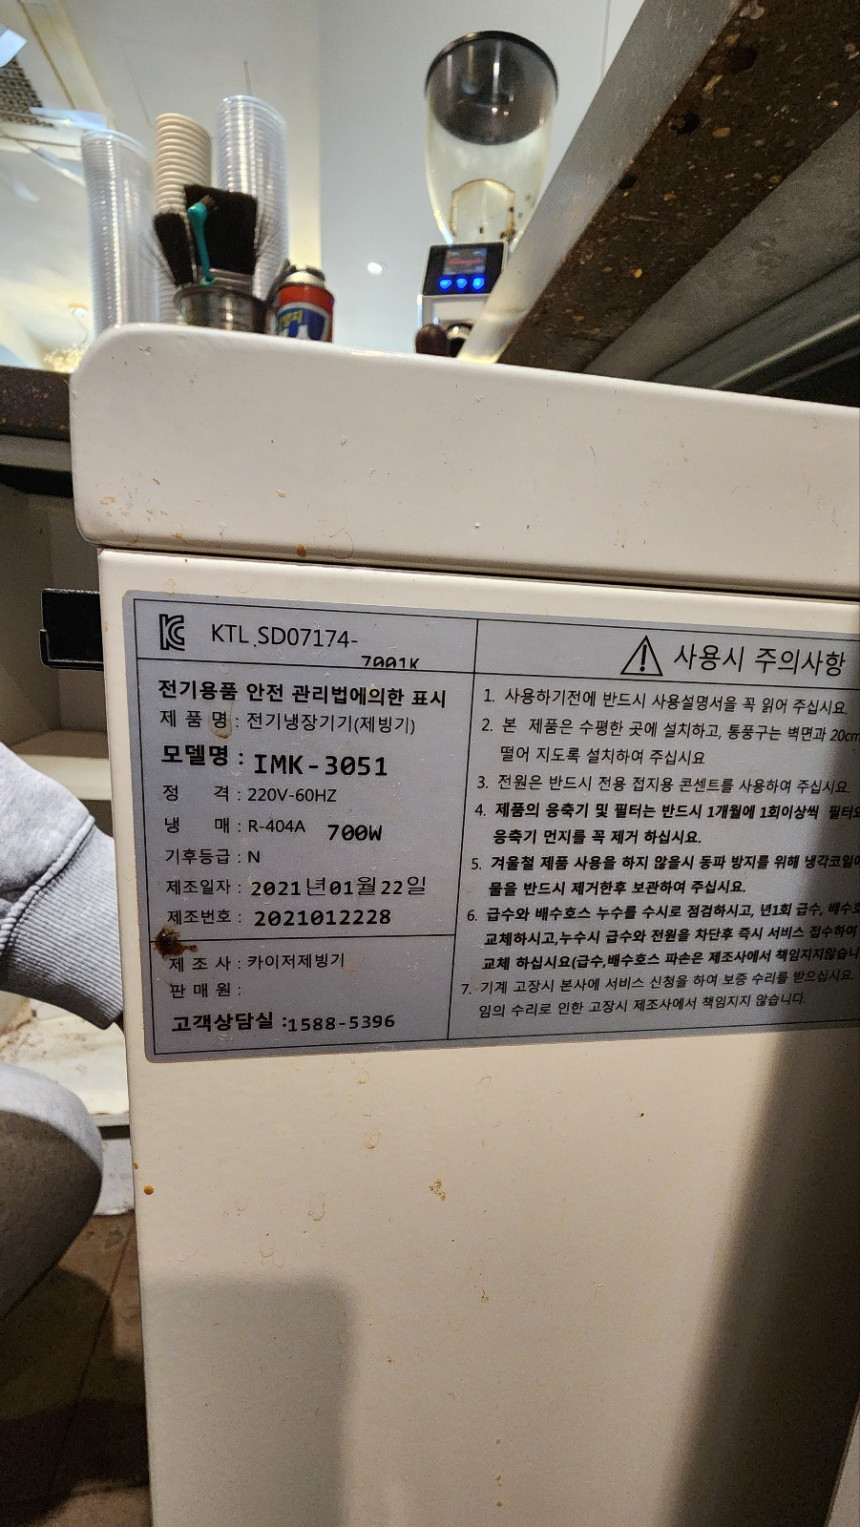 KTL.SD07174-
7001K
전기용품 안전 관리법에의한 표시
제 품 명 : 전기냉장기기(제빙기)
모델명 : IMK-3051
정 격 : 220V-60HZ
냉 매 : R-404A 700W
기후등급 : N
제조일자 : 2021년01월22일
제조번호 : 2021012228
제 조 사 : 카이저제빙기
판 매 원 :
고객상담실 :1588-5396
사용시 주의사항
1. 사용하기전에 반드시 사용설명서을 꼭 읽어 주십시요.
2. 본 제품은 수평한 곳에 설치하고, 통풍구는 벽면과 20cm
떨어 지도록 설치하여 주십시요
3. 전원은 반드시 전용 접지용 콘센트를 사용하여 주십시요.
4. 제품의 응축기 및 필터는 반드시 1개월에 1회이상씩 필터와
응축기 먼지를 꼭 제거 하십시요.
5. 겨울철 제품 사용을 하지 않을시 동파 방지를 위해 냉각코일에
물을 반드시 제거한후 보관하여 주십시요.
6. 급수와 배수호스 누수를 수시로 점검하시고, 년1회 급수, 배수호
교체하시고,누수시 급수와 전원을 차단후 즉시 서비스 접수하여
교체 하십시요(급수,배수호스 파손은 제조사에서 책임지지않습니
7. 기계 고장시 본사에 서비스 신청을 하여 보증 수리를 받으십시요.
임의 수리로 인한 고장시 제조사에서 책임지지 않습니다.